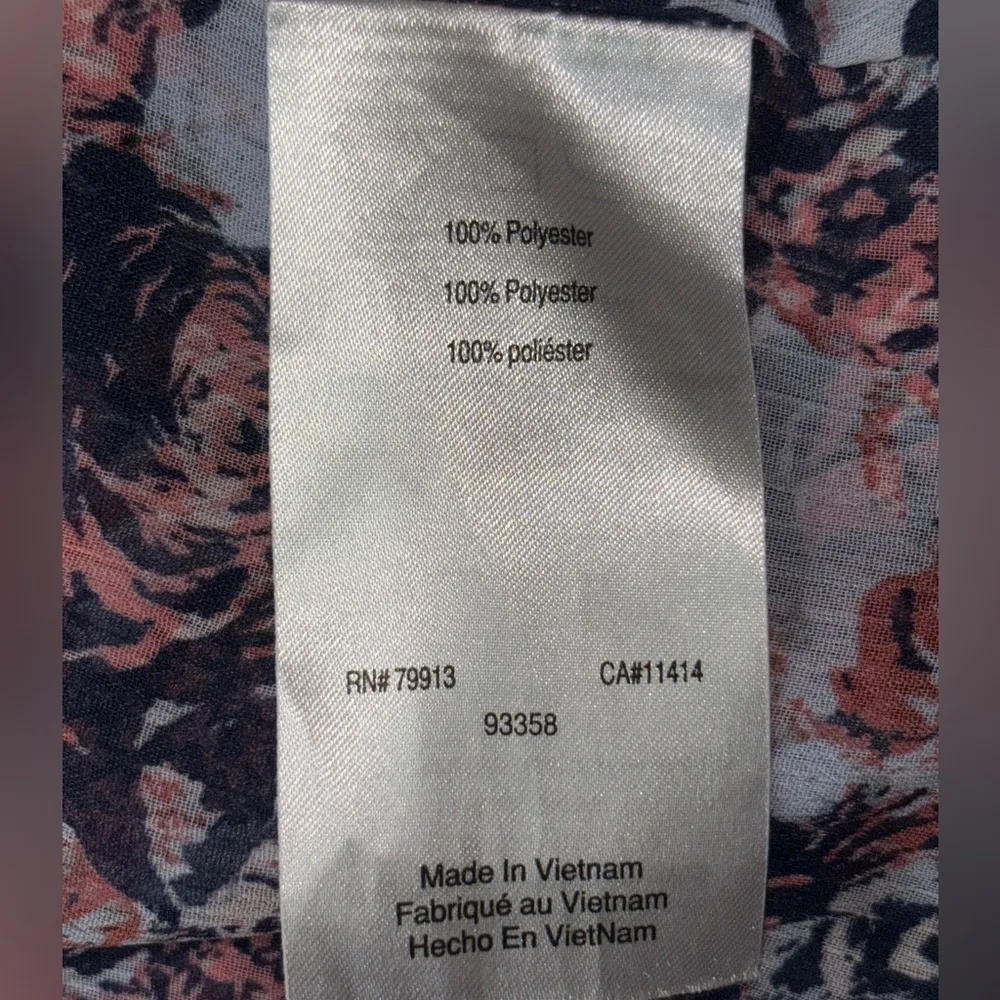 100% Polyester
100% Polyester
100% poliéster
RN# 79913 CA#11414
93358
Made In Vietnam
Fabriqué au Vietnam
Hecho En VietNam